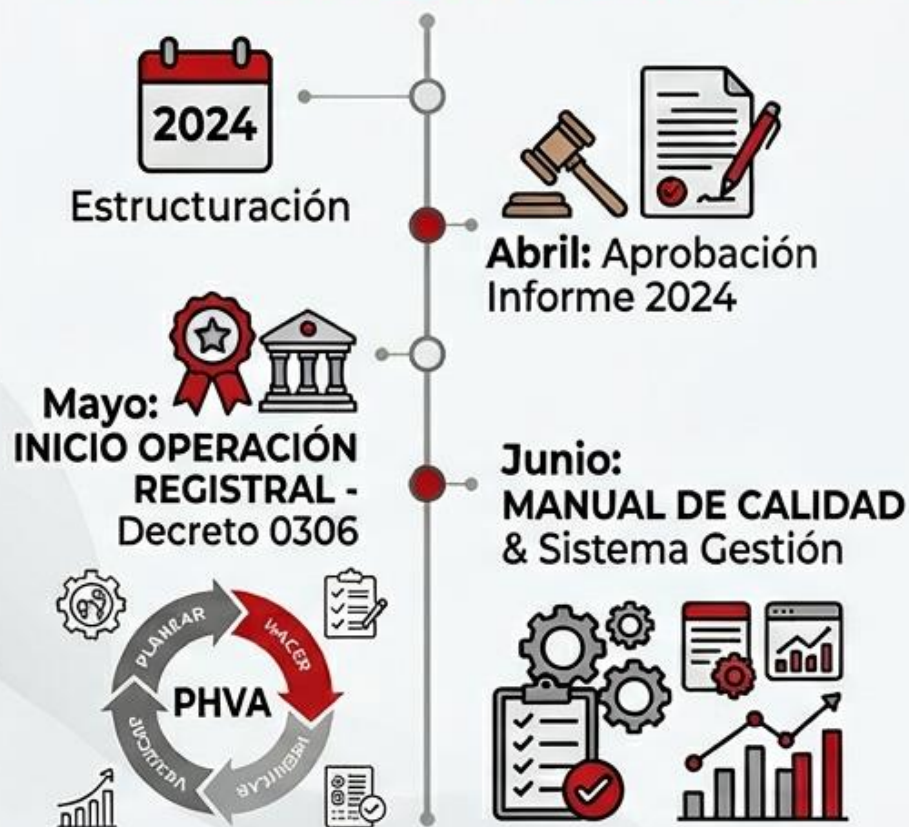 2024
Estructuración
Abril: Aprobación
Informe 2024
Mayo:
INICIO OPERACIÓN
REGISTRAL -
Decreto 0306
Junio:
MANUAL DE CALIDAD
& Sistema Gestión
PHVA